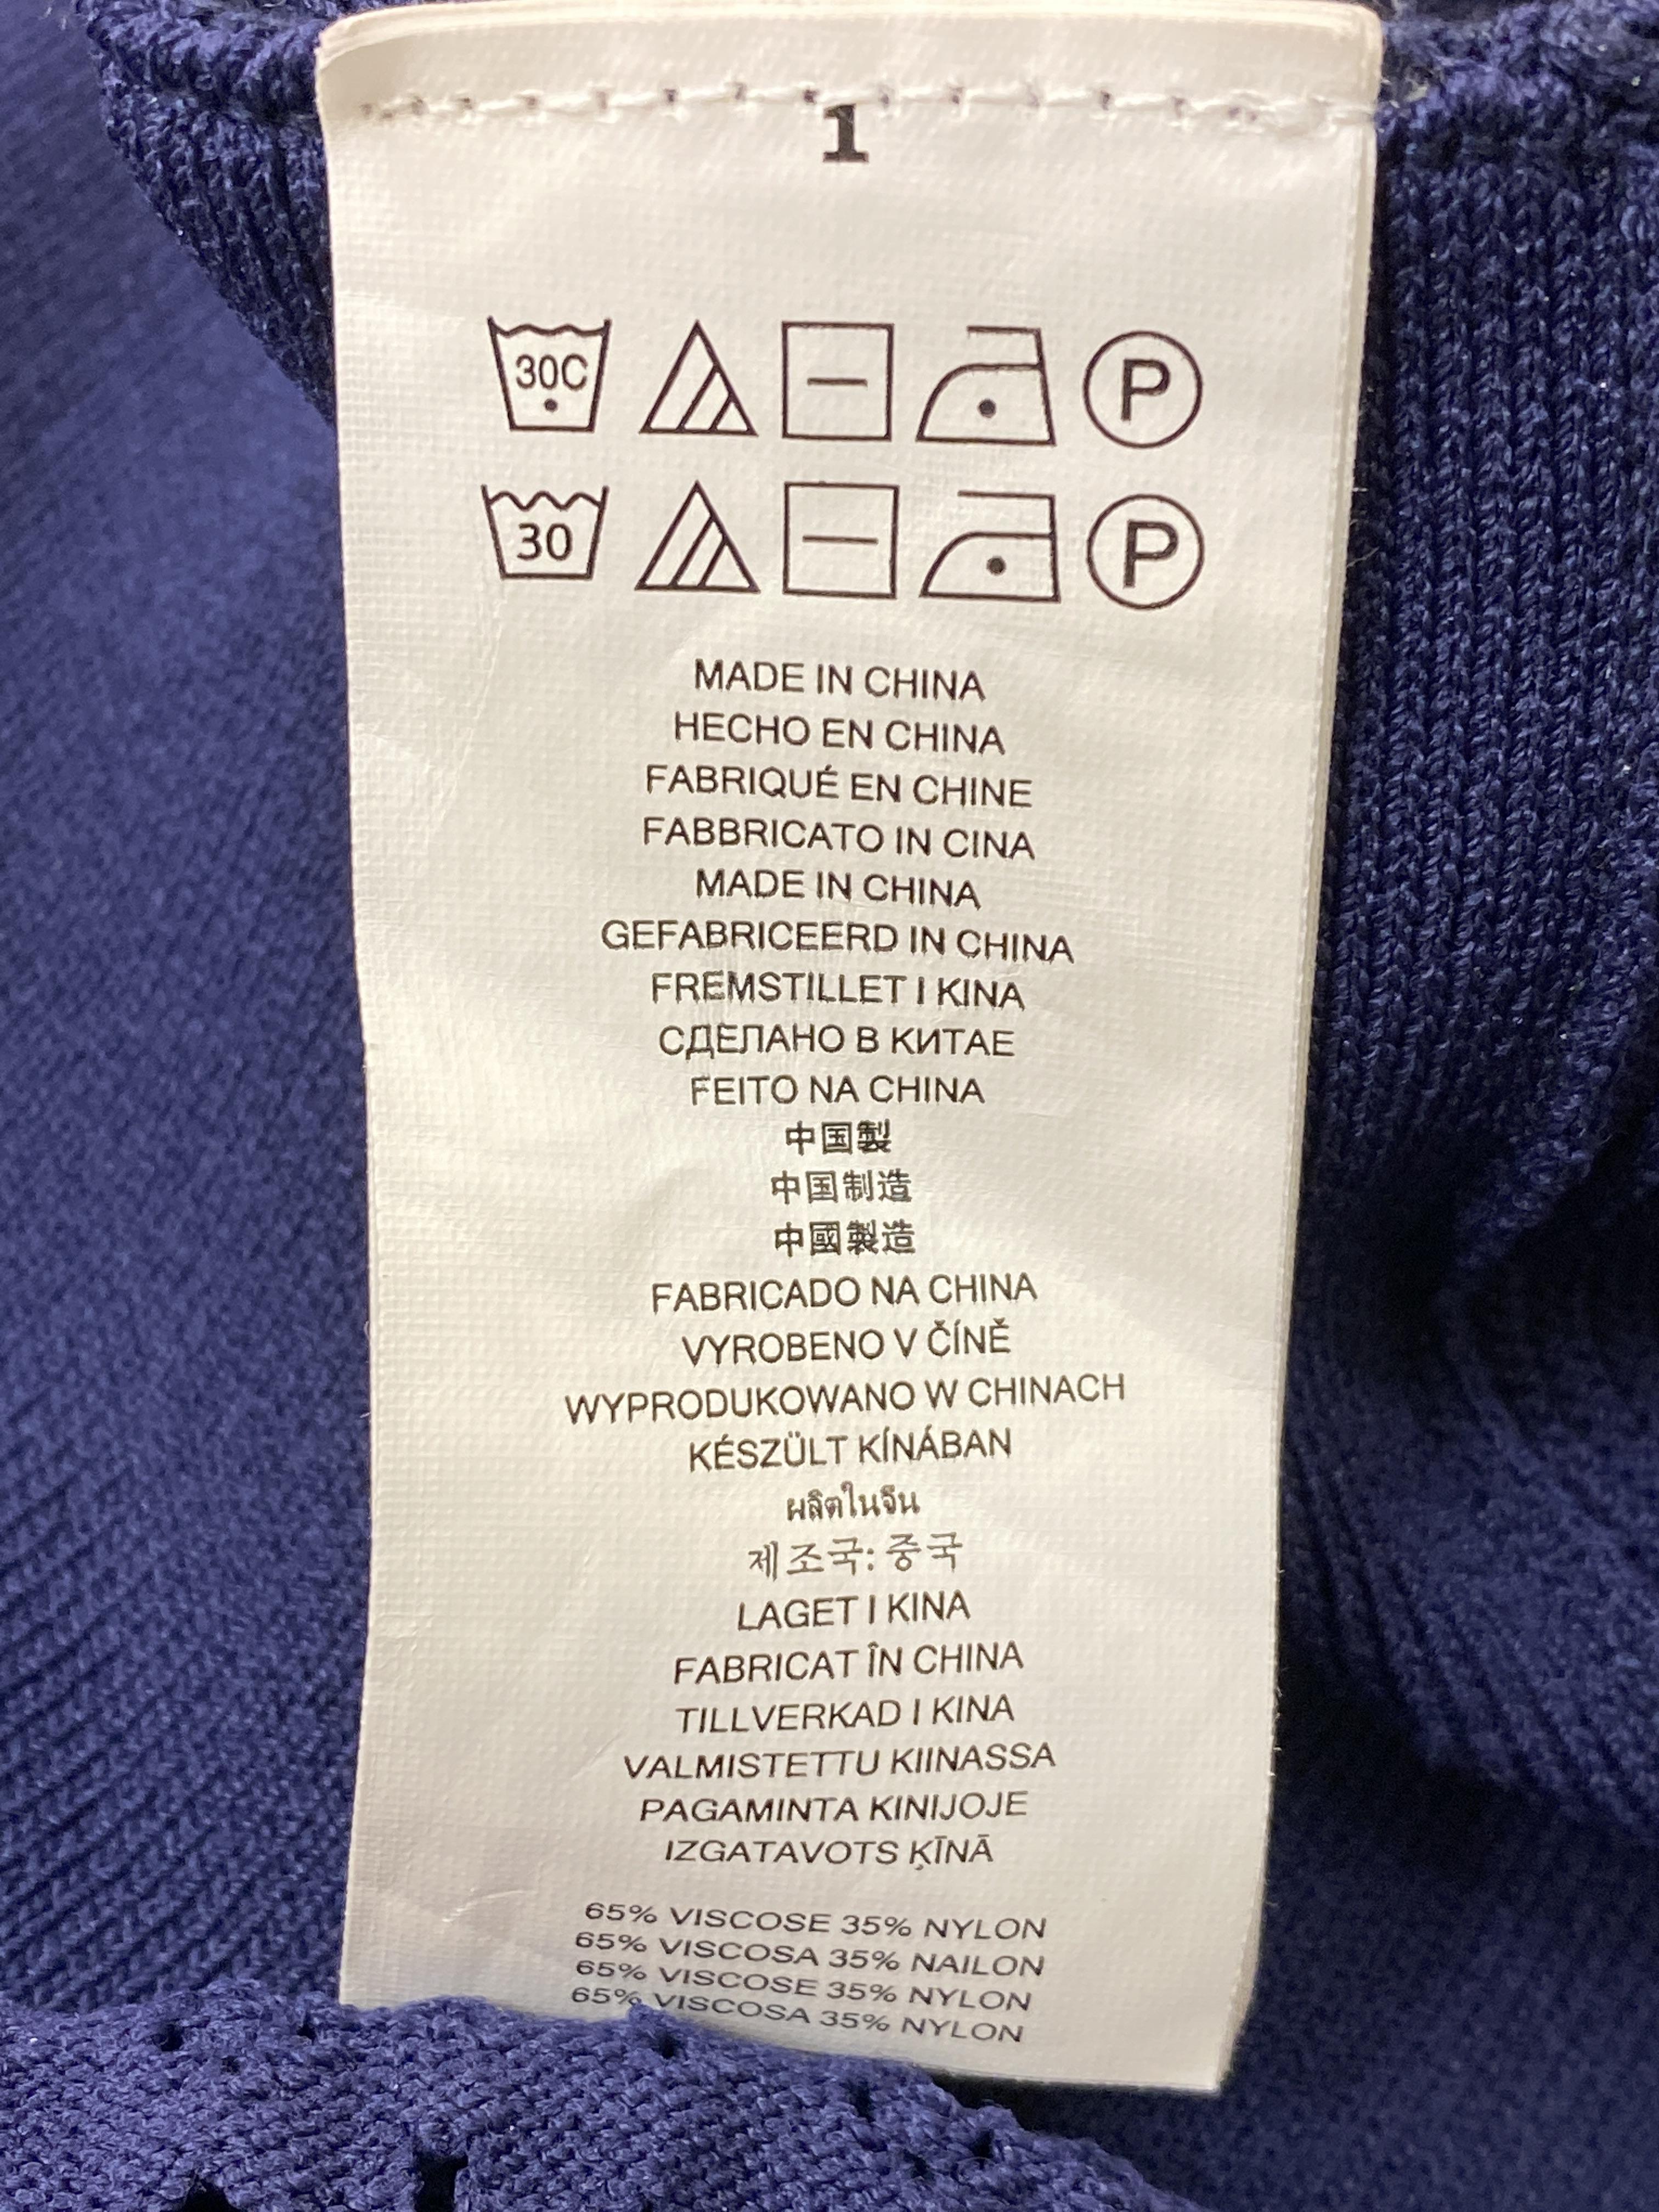 1
30C P
30 P
MADE IN CHINA
HECHO EN CHINA
FABRIQUÉ EN CHINE
FABBRICATO IN CINA
MADE IN CHINA
GEFABRICEERD IN CHINA
FREMSTILLET I KINA
СДЕЛАНО В КИТАЕ
FEITO NA CHINA
中国製
中国制造
中國製造
FABRICADO NA CHINA
VYROBENO V ČÍNĚ
WYPRODUKOWANO W CHINACH
KÉSZÜLT KÍNÁBAN
ผลิตในจีน
제조국: 중국
LAGET I KINA
FABRICAT ÎN CHINA
TILLVERKAD I KINA
VALMISTETTU KIINASSA
PAGAMINTA KINIJOJE
IZGATAVOTS ĶĪNĀ
65% VISCOSE 35% NYLON
65% VISCOSA 35% NAILON
65% VISCOSE 35% NYLON
65% VISCOSA 35% NYLON